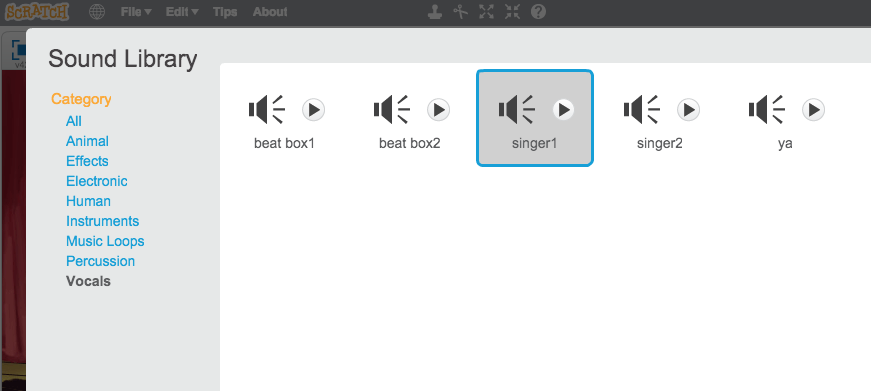 SCRATCH File Edit Tips About
Sound Library
Category
All
Animal
Effects
Electronic
Human
Instruments
Music Loops
Percussion
Vocals
beat box1 beat box2 singer1 singer2 ya